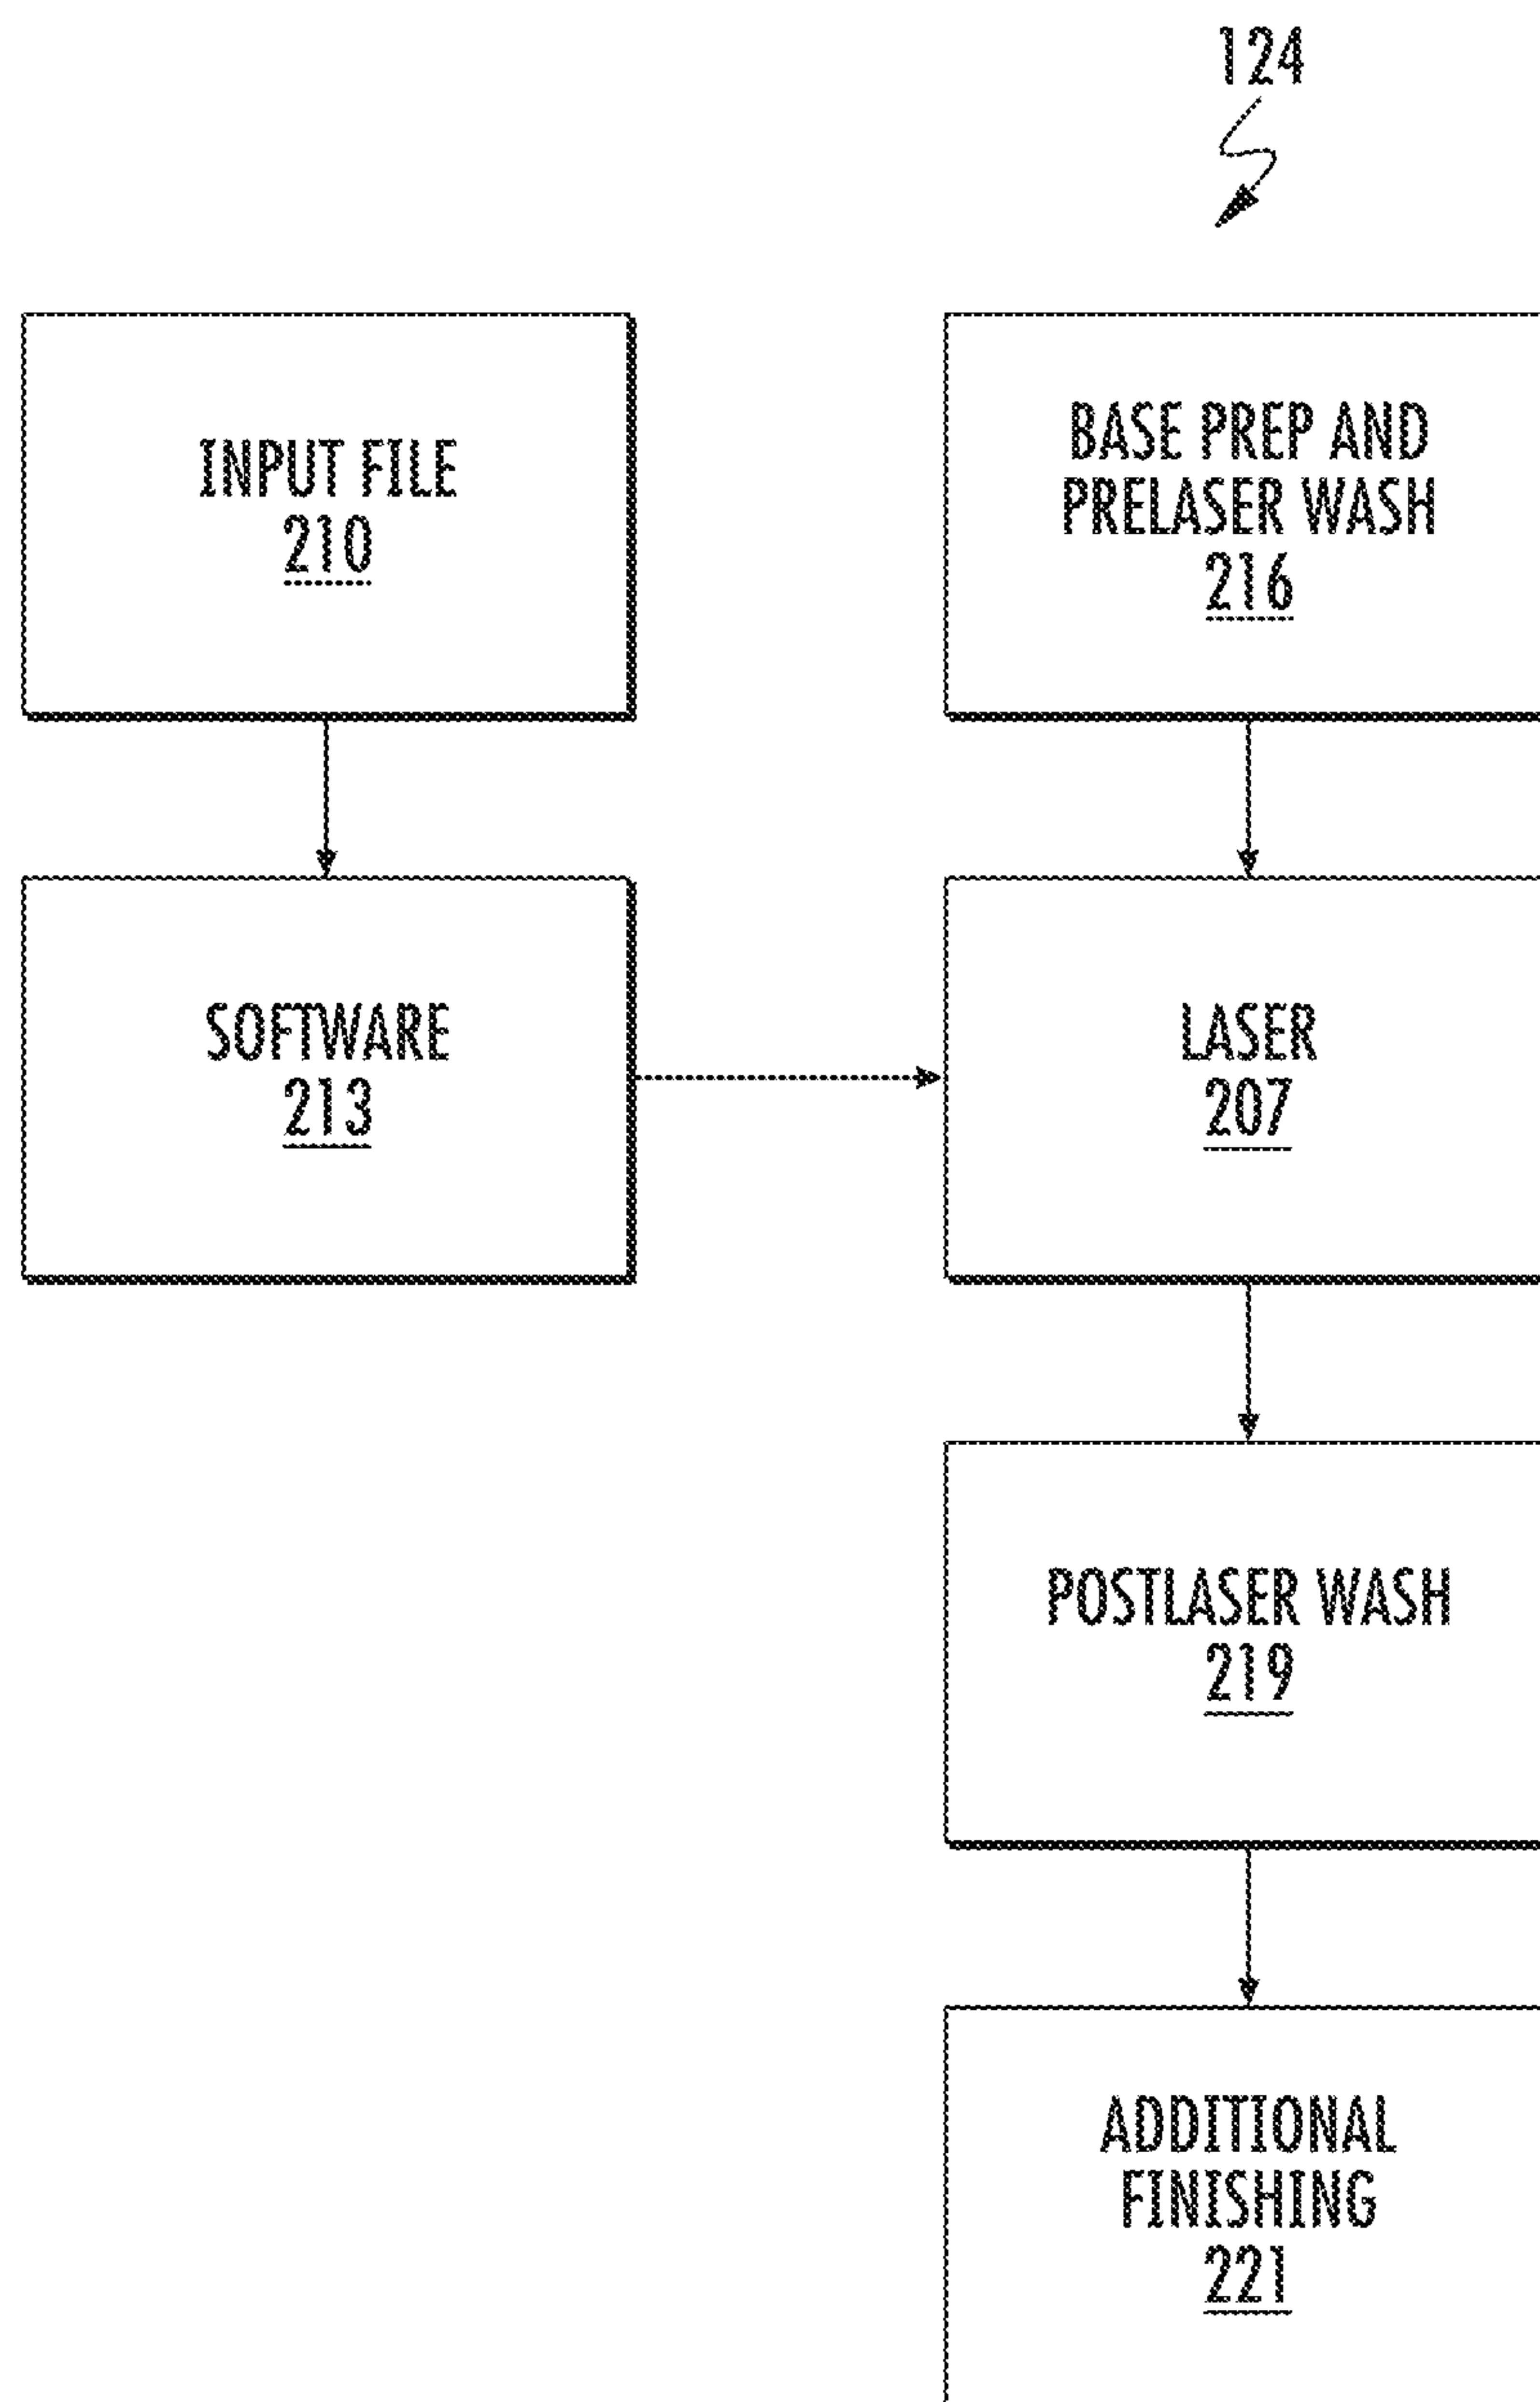 124
INPUT FILE
210
BASE PREP AND
PRELASER WASH
216
SOFTWARE
213
LASER
207
POSTLASER WASH
219
ADDITIONAL
FINISHING
221